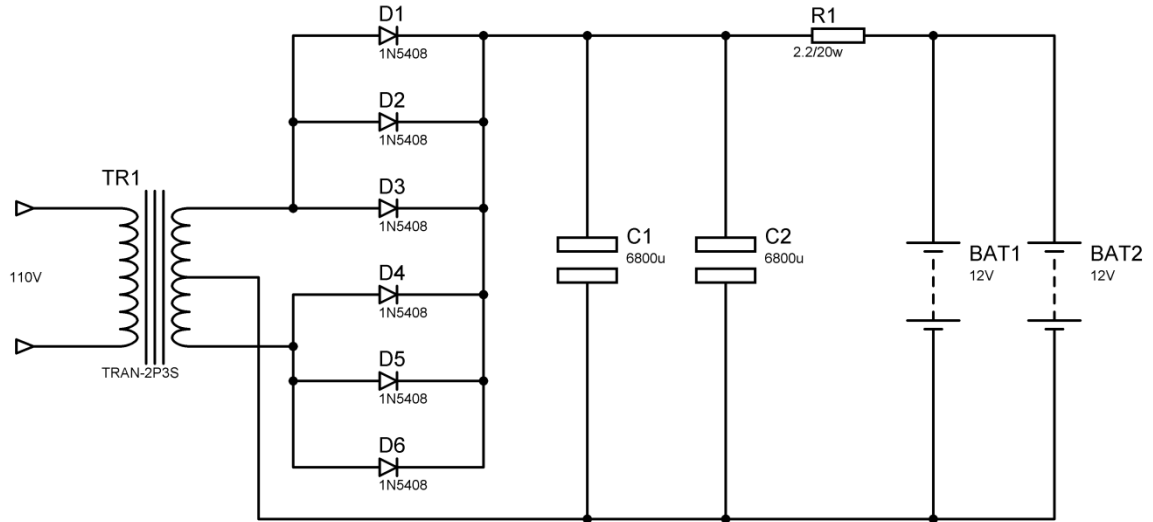 D1
1N5408
D2
1N5408
D3
1N5408
D4
1N5408
D5
1N5408
D6
1N5408
TR1
110V
TRAN-2P3S
C1
6800u
C2
6800u
R1
2.2/20w
BAT1
12V
BAT2
12V